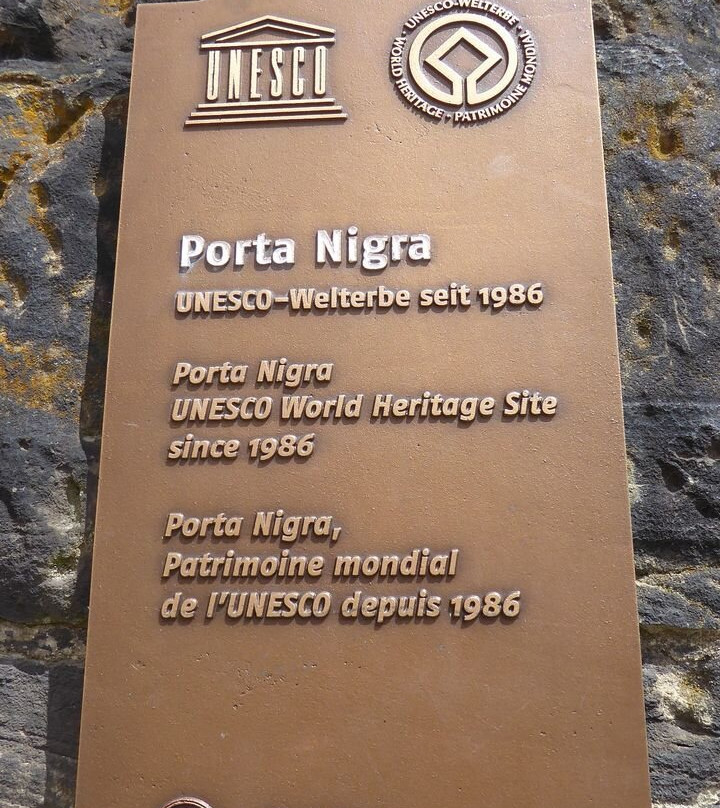 UNESCO
UNESCO-WELTERBE · WORLD HERITAGE · PATRIMOINE MONDIAL
Porta Nigra
UNESCO-Welterbe seit 1986
Porta Nigra
UNESCO World Heritage Site
since 1986
Porta Nigra,
Patrimoine mondial
de l'UNESCO depuis 1986